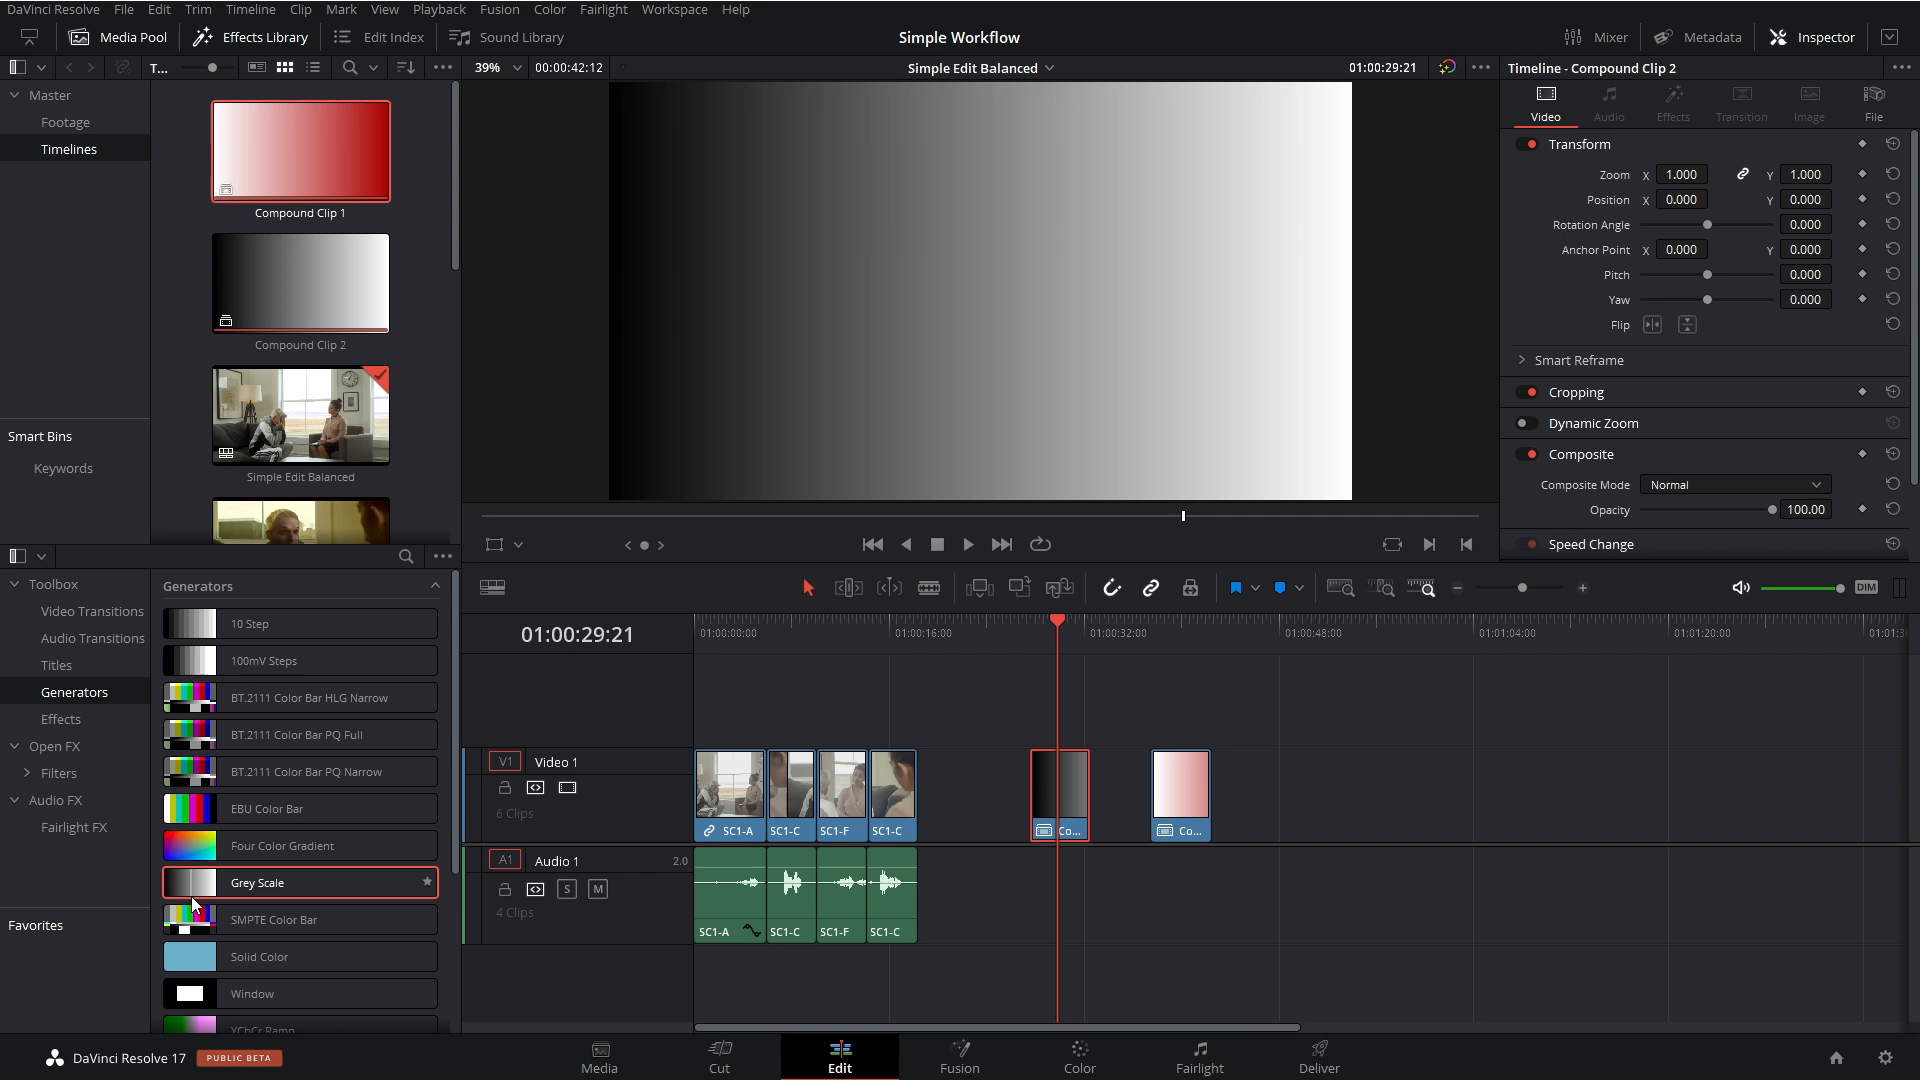 DaVinci Resolve File Edit Trim Timeline Clip Mark View Playback Fusion Color Fairlight Workspace Help
Media Pool Effects Library Edit Index Sound Library
Simple Workflow
Mixer Metadata Inspector
T...
39% 00:00:42:12
Simple Edit Balanced
01:00:29:21
Timeline - Compound Clip 2
Master
Footage
Timelines
Smart Bins
Keywords
Compound Clip 1
Compound Clip 2
Simple Edit Balanced
Video Audio Effects Transition Image File
Transform
Zoom X 1.000 Y 1.000
Position X 0.000 Y 0.000
Rotation Angle 0.000
Anchor Point X 0.000 Y 0.000
Pitch 0.000
Yaw 0.000
Flip
Smart Reframe
Cropping
Dynamic Zoom
Composite
Composite Mode Normal
Opacity 100.00
Speed Change
Toolbox
Video Transitions
Audio Transitions
Titles
Generators
Effects
Open FX
Filters
Audio FX
Fairlight FX
Favorites
Generators
10 Step
100mV Steps
BT.2111 Color Bar HLG Narrow
BT.2111 Color Bar PQ Full
BT.2111 Color Bar PQ Narrow
EBU Color Bar
Four Color Gradient
Grey Scale
SMPTE Color Bar
Solid Color
Window
YCbCr Ramp
DIM
01:00:29:21
01:00:00:00 01:00:16:00 01:00:32:00 01:00:48:00 01:01:04:00 01:01:20:00 01:01:3
V1 Video 1
6 Clips
SC1-A SC1-C SC1-F SC1-C Co... Co...
A1 Audio 1 2.0
S M
4 Clips
SC1-A SC1-C SC1-F SC1-C
DaVinci Resolve 17 PUBLIC BETA
Media Cut Edit Fusion Color Fairlight Deliver